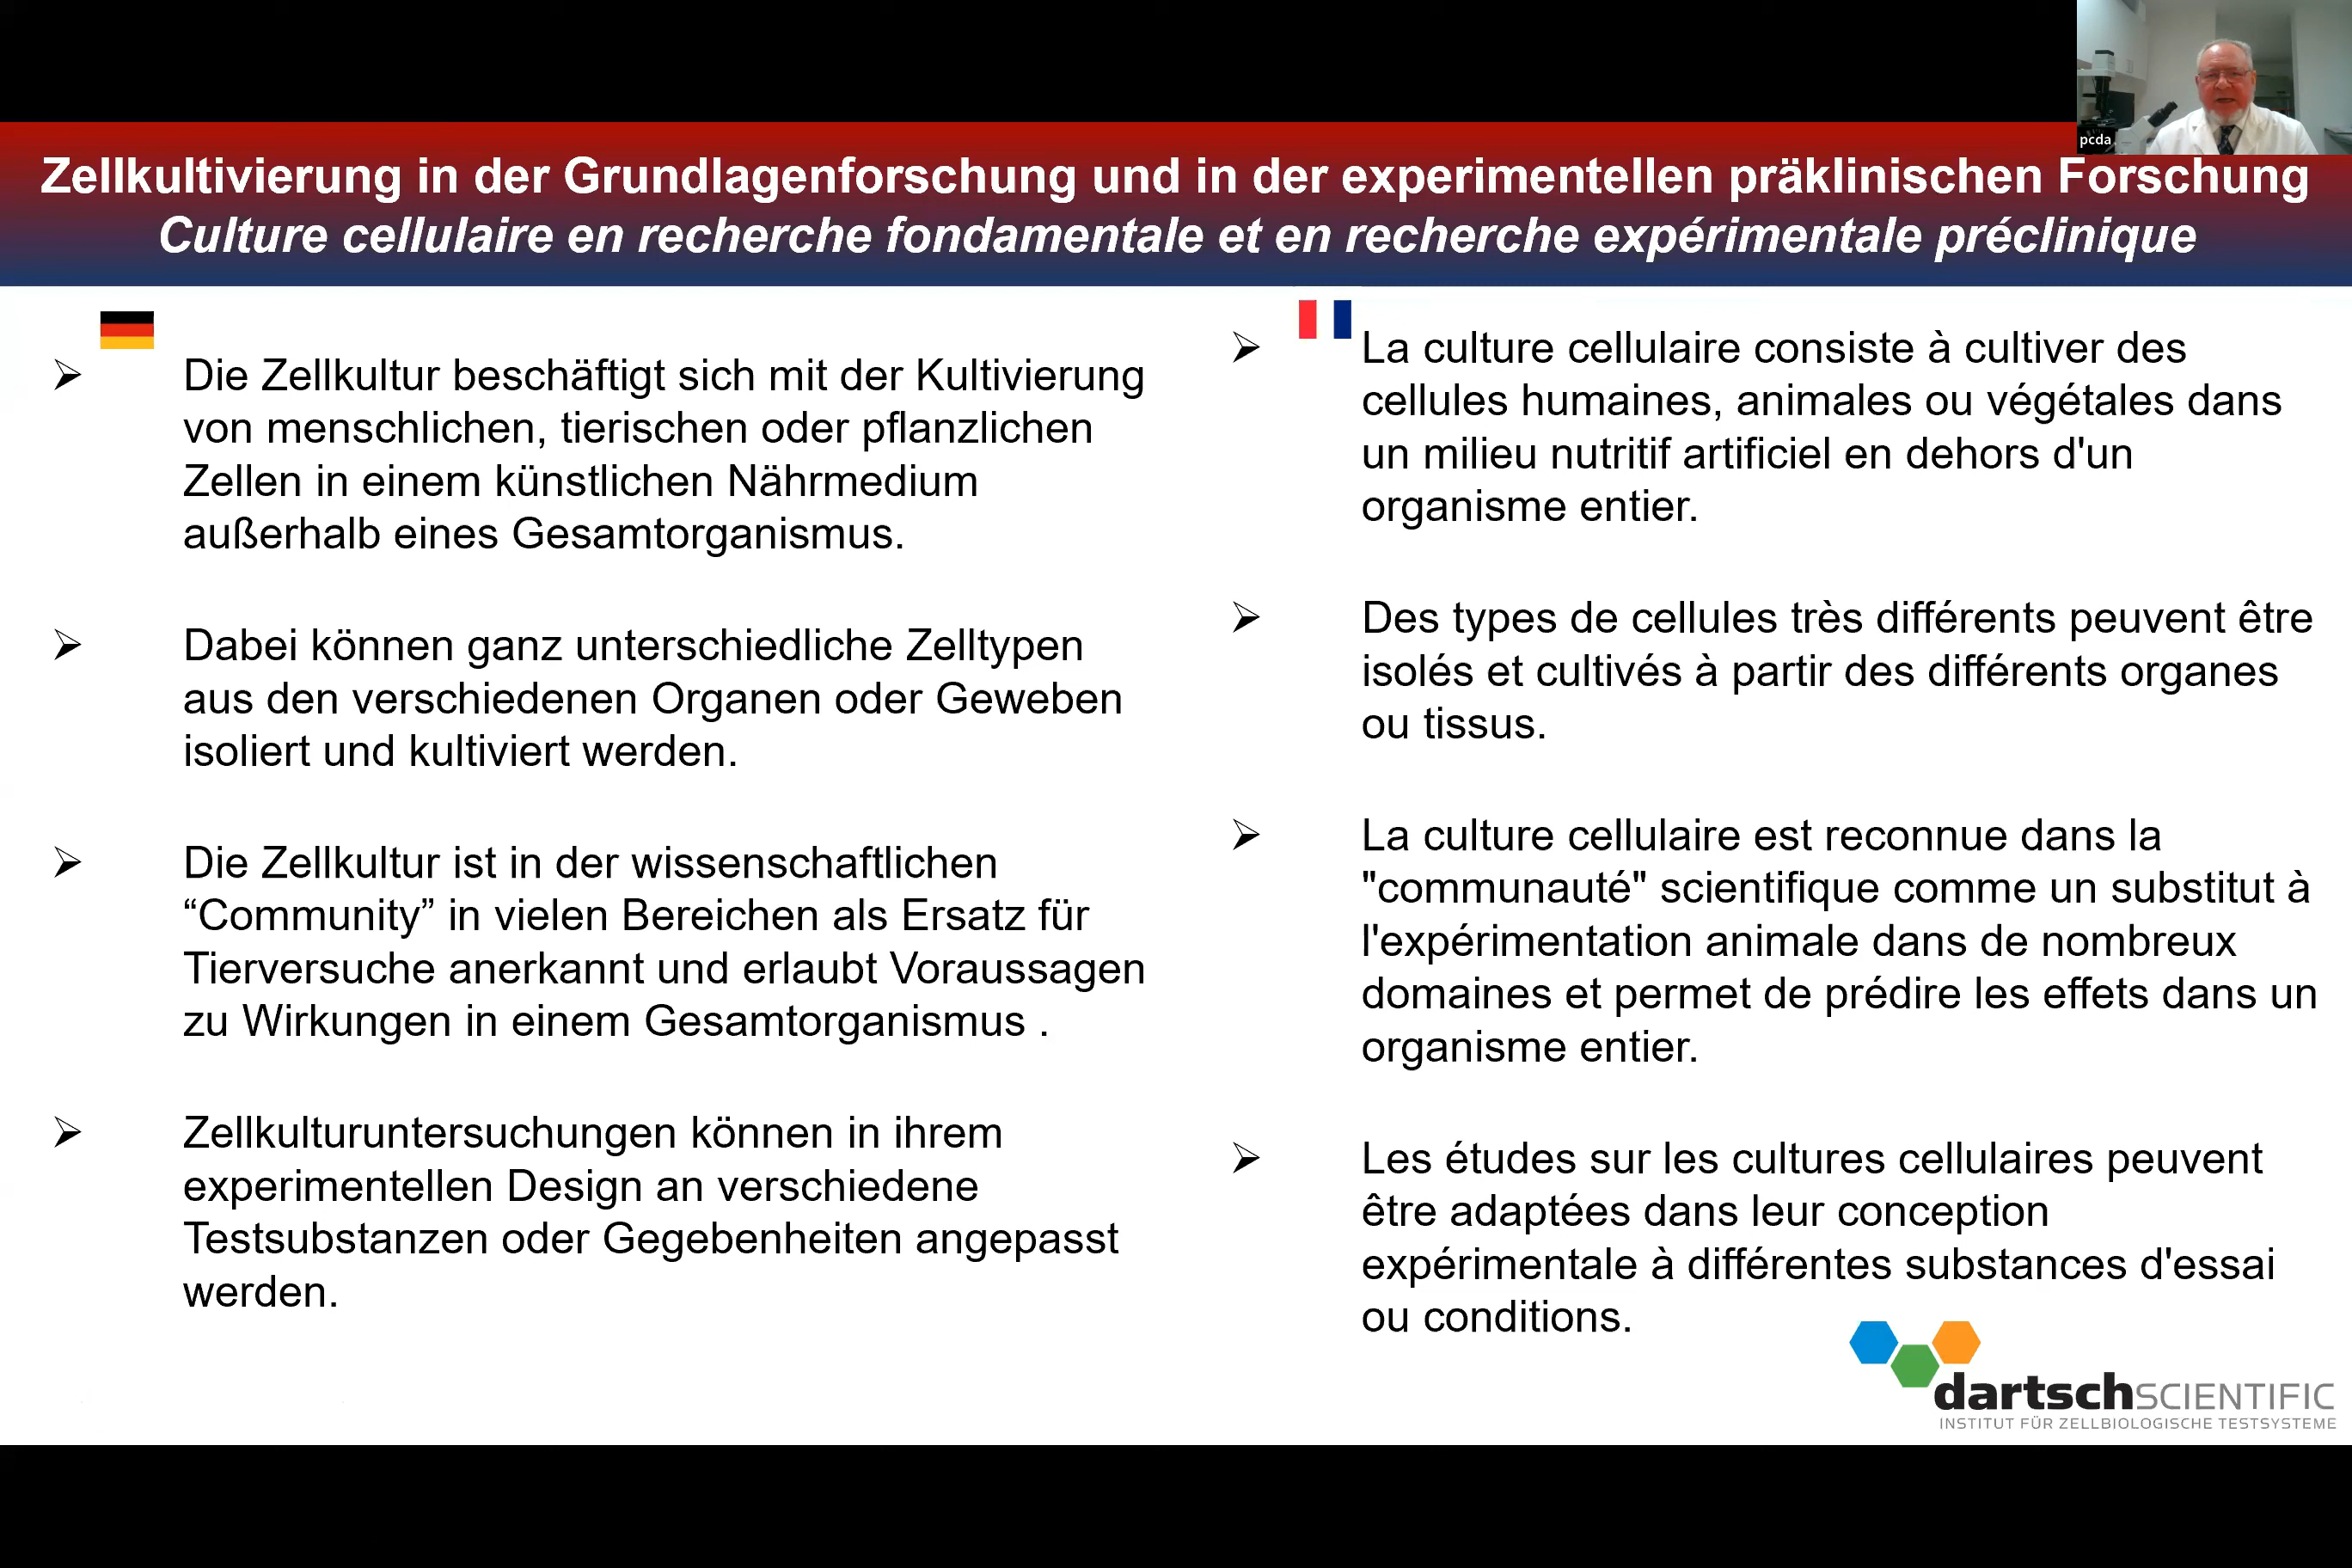 pcda
Zellkultivierung in der Grundlagenforschung und in der experimentellen präklinischen Forschung
Culture cellulaire en recherche fondamentale et en recherche expérimentale préclinique
Die Zellkultur beschäftigt sich mit der Kultivierung
von menschlichen, tierischen oder pflanzlichen
Zellen in einem künstlichen Nährmedium
außerhalb eines Gesamtorganismus.
Dabei können ganz unterschiedliche Zelltypen
aus den verschiedenen Organen oder Geweben
isoliert und kultiviert werden.
Die Zellkultur ist in der wissenschaftlichen
“Community” in vielen Bereichen als Ersatz für
Tierversuche anerkannt und erlaubt Voraussagen
zu Wirkungen in einem Gesamtorganismus .
Zellkulturuntersuchungen können in ihrem
experimentellen Design an verschiedene
Testsubstanzen oder Gegebenheiten angepasst
werden.
La culture cellulaire consiste à cultiver des
cellules humaines, animales ou végétales dans
un milieu nutritif artificiel en dehors d'un
organisme entier.
Des types de cellules très différents peuvent être
isolés et cultivés à partir des différents organes
ou tissus.
La culture cellulaire est reconnue dans la
"communauté" scientifique comme un substitut à
l'expérimentation animale dans de nombreux
domaines et permet de prédire les effets dans un
organisme entier.
Les études sur les cultures cellulaires peuvent
être adaptées dans leur conception
expérimentale à différentes substances d'essai
ou conditions.
dartschSCIENTIFIC
INSTITUT FÜR ZELLBIOLOGISCHE TESTSYSTEME